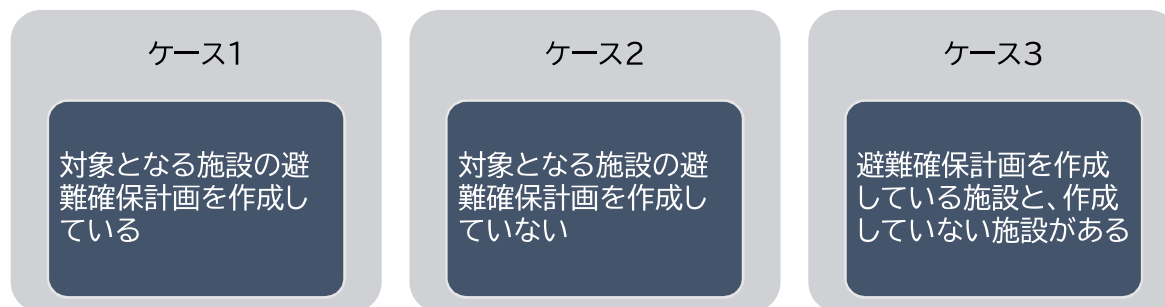 ケース1
対象となる施設の避
難確保計画を作成し
ている
ケース2
対象となる施設の避
難確保計画を作成し
ていない
ケース3
避難確保計画を作成
している施設と、作成
していない施設がある